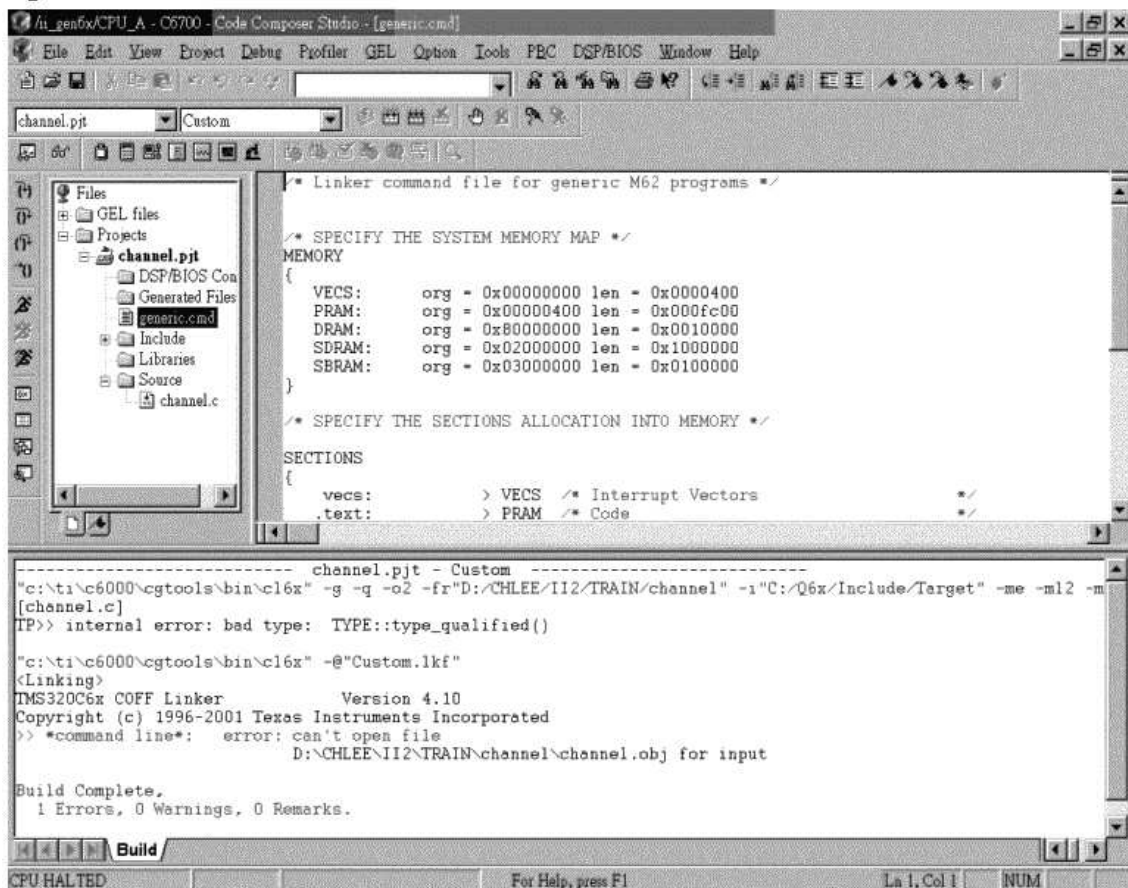 /ii_gen6x/CPU_A - C6700 - Code Composer Studio - [generic.cmd]
File Edit View Project Debug Profiler GEL Option Tools PBC DSP/BIOS Window Help
channel.pjt Custom
Files
GEL files
Projects
channel.pjt
DSP/BIOS Con
Generated Files
generic.cmd
Include
Libraries
Source
channel.c
/* Linker command file for generic M62 programs */
/* SPECIFY THE SYSTEM MEMORY MAP */
MEMORY
{
VECS: org = 0x00000000 len = 0x0000400
PRAM: org = 0x00000400 len = 0x000fc00
DRAM: org = 0x80000000 len = 0x0010000
SDRAM: org = 0x02000000 len = 0x1000000
SBRAM: org = 0x03000000 len = 0x0100000
}
/* SPECIFY THE SECTIONS ALLOCATION INTO MEMORY */
SECTIONS
{
vecs: > VECS /* Interrupt Vectors */
.text: > PRAM /* Code */
---------------------------- channel.pjt - Custom ----------------------------
"c:\ti\c6000\cgtools\bin\cl6x" -g -q -o2 -fr"D:/CHLEE/II2/TRAIN/channel" -i"C:/Q6x/Include/Target" -me -ml2 -m
[channel.c]
TP>> internal error: bad type: TYPE::type_qualified()
"c:\ti\c6000\cgtools\bin\cl6x" -@"Custom.lkf"
<Linking>
TMS320C6x COFF Linker Version 4.10
Copyright (c) 1996-2001 Texas Instruments Incorporated
>> *command line*: error: can't open file
D:\CHLEE\II2\TRAIN\channel\channel.obj for input
Build Complete,
1 Errors, 0 Warnings, 0 Remarks.
Build
CPU HALTED For Help, press F1 Ln 1, Col 1 NUM